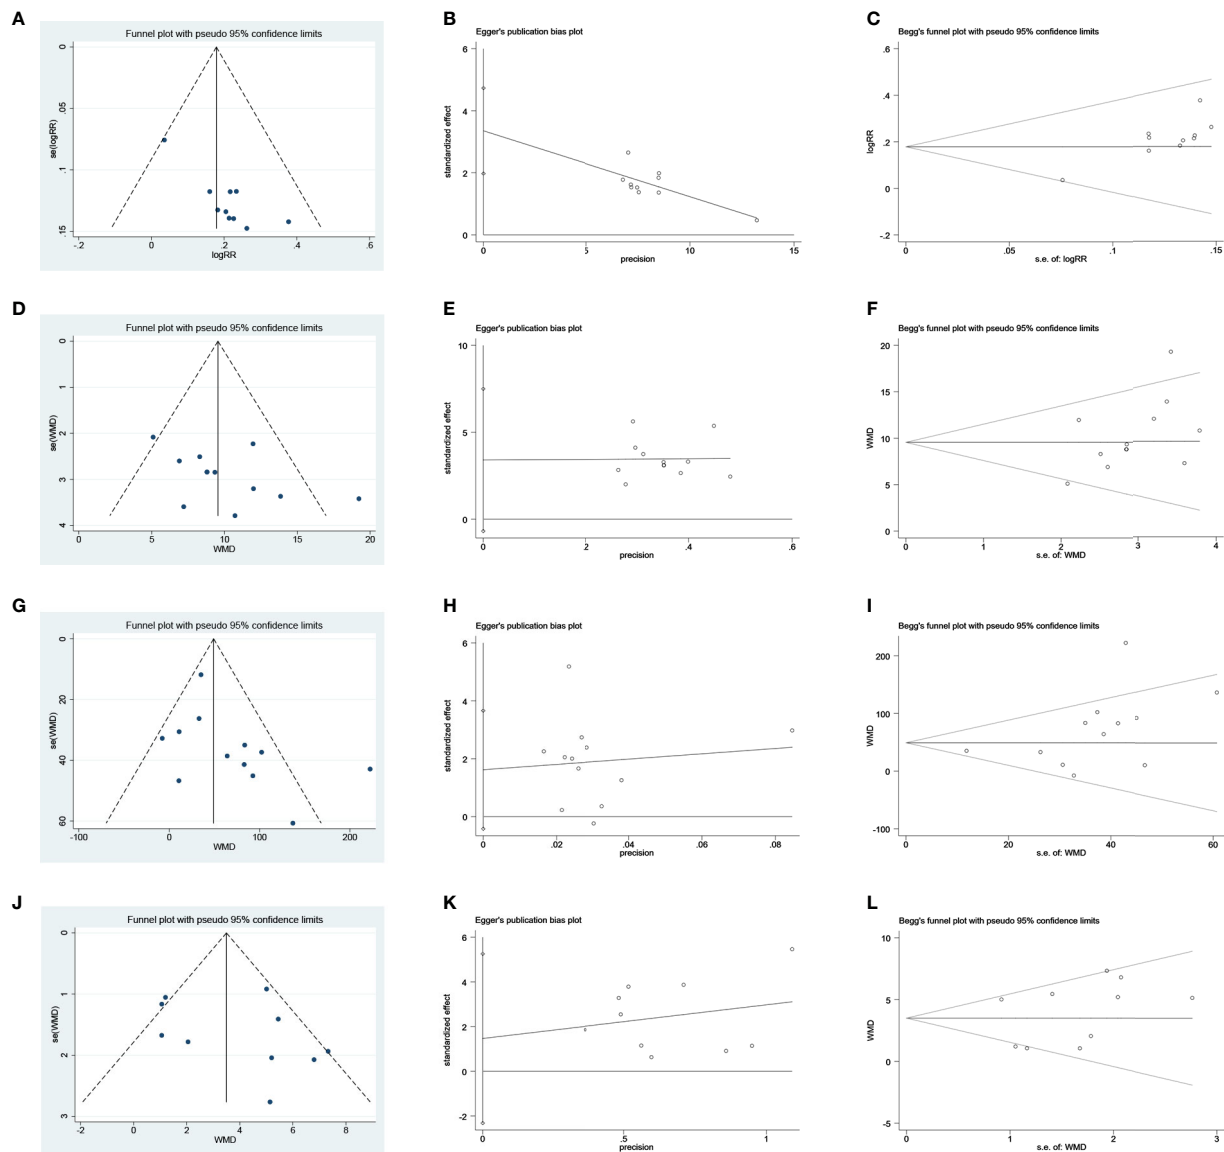 A
Funnel plot with pseudo 95% confidence limits
se(logRR)
0
.05
.1
.15
-.2
0
.2
.4
.6
logRR
B
Egger's publication bias plot
standardized effect
6
4
2
0
0
5
10
15
precision
C
Begg's funnel plot with pseudo 95% confidence limits
logRR
.6
.4
.2
0
-.2
0
.05
.1
.15
s.e. of: logRR
D
Funnel plot with pseudo 95% confidence limits
se(WMD)
0
1
2
3
4
0
5
10
15
20
WMD
E
Egger's publication bias plot
standardized effect
10
5
0
0
.2
.4
.6
precision
F
Begg's funnel plot with pseudo 95% confidence limits
WMD
20
15
10
5
0
0
1
2
3
4
s.e. of: WMD
G
Funnel plot with pseudo 95% confidence limits
se(WMD)
0
20
40
60
-100
0
100
200
WMD
H
Egger's publication bias plot
standardized effect
6
4
2
0
0
.02
.04
.06
.08
precision
I
Begg's funnel plot with pseudo 95% confidence limits
WMD
200
100
0
-100
0
20
40
60
s.e. of: WMD
J
Funnel plot with pseudo 95% confidence limits
se(WMD)
0
1
2
3
-2
0
2
4
6
8
WMD
K
Egger's publication bias plot
standardized effect
6
4
2
0
-2
0
.5
1
precision
L
Begg's funnel plot with pseudo 95% confidence limits
WMD
10
5
0
-5
0
1
2
3
s.e. of: WMD